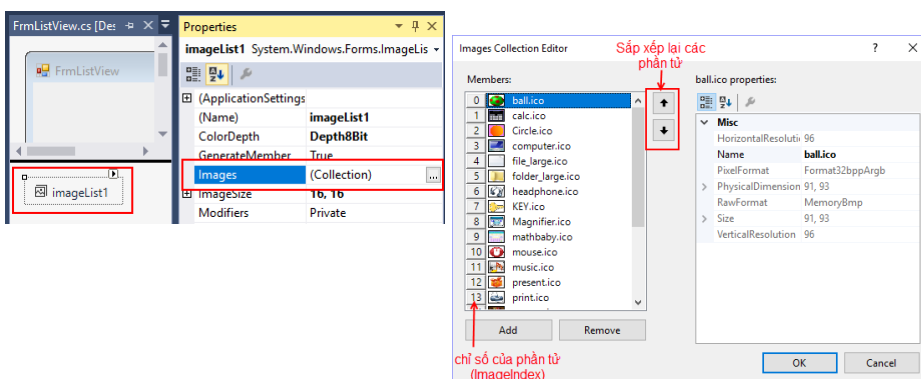 FrmListView.cs [Des
FrmListView
imageList1
Properties
imageList1 System.Windows.Forms.ImageLis
(ApplicationSettings
(Name) imageList1
ColorDepth Depth8Bit
GenerateMember True
Images (Collection) ...
ImageSize 16, 16
Modifiers Private
Images Collection Editor
Sắp xếp lại các
phần tử
Members:
0 ball.ico
1 calc.ico
2 Circle.ico
3 computer.ico
4 file_large.ico
5 folder_large.ico
6 headphone.ico
7 KEY.ico
8 Magnifier.ico
9 mathbaby.ico
10 mouse.ico
11 music.ico
12 present.ico
13 print.ico
Add Remove
chỉ số của phần tử
(ImageIndex)
ball.ico properties:
Misc
HorizontalResoluti 96
Name ball.ico
PixelFormat Format32bppArgb
PhysicalDimension 91, 93
RawFormat MemoryBmp
Size 91, 93
VerticalResolution 96
OK Cancel